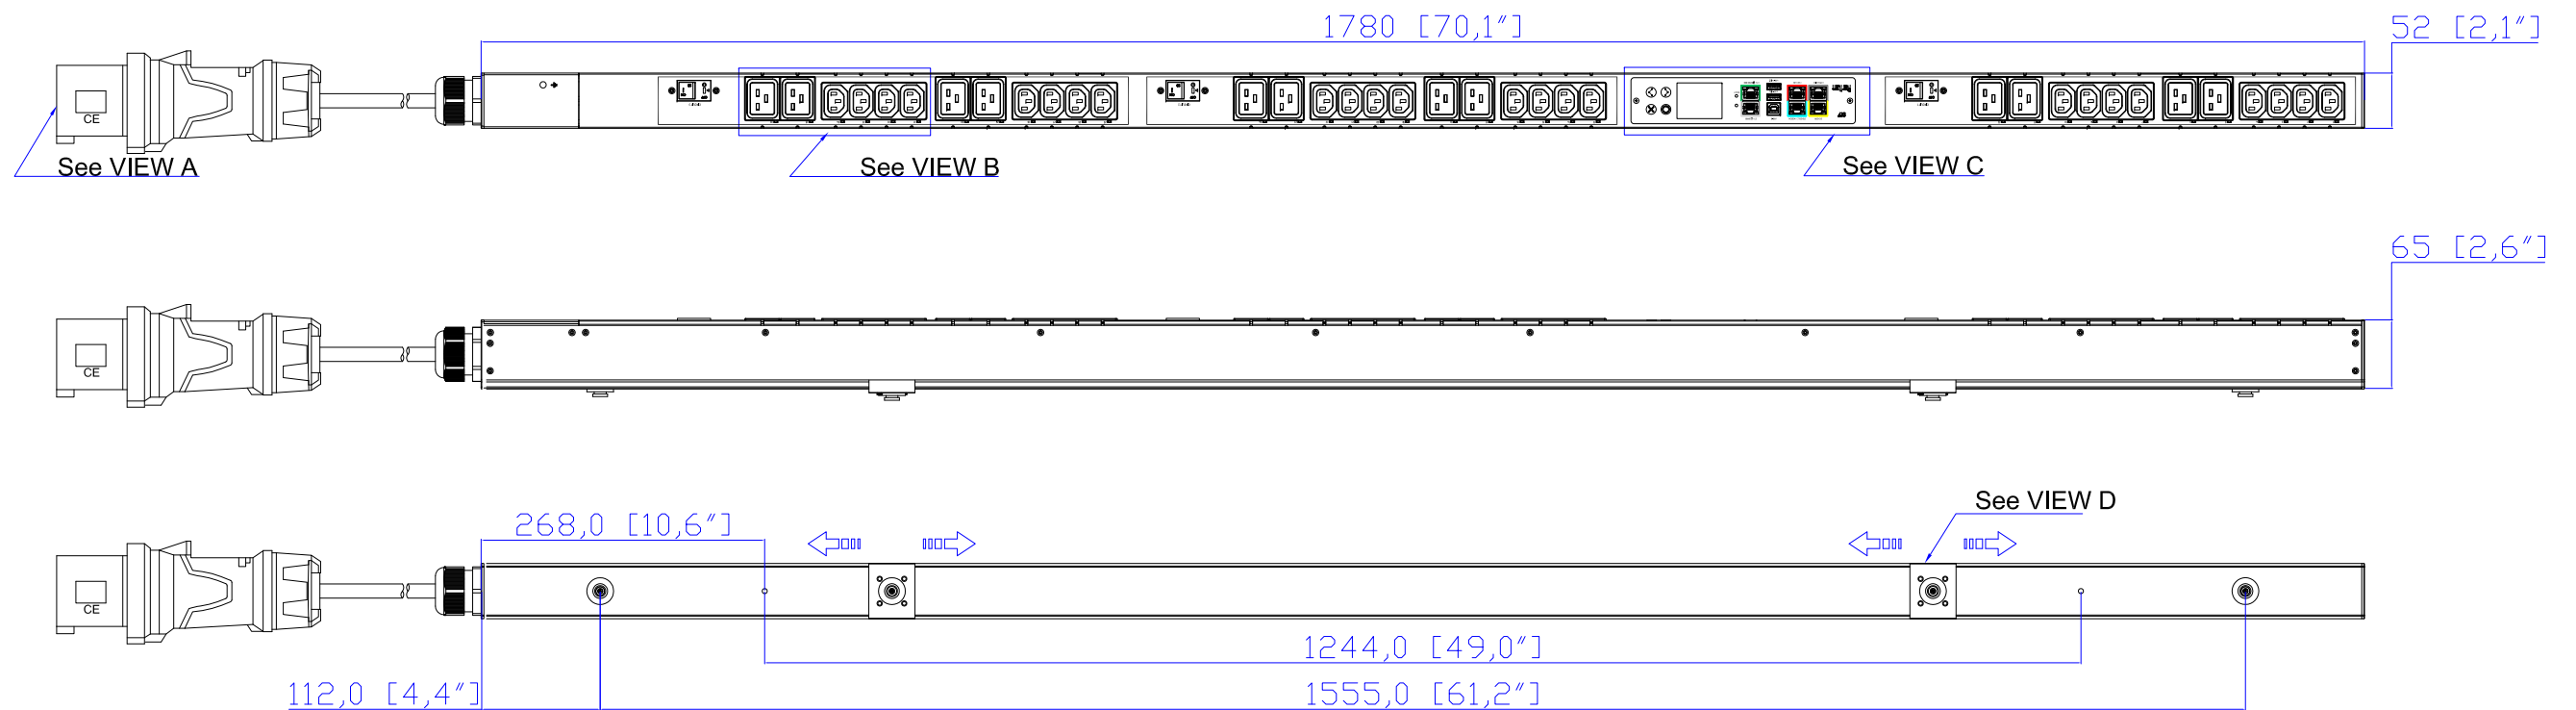 1780 [70,1"]
52 [2,1"]
CE
See VIEW A
See VIEW B
See VIEW C
65 [2,6"]
CE
See VIEW D
268,0 [10,6"]
CE
1244,0 [49,0"]
112,0 [4,4"]
1555,0 [61,2"]